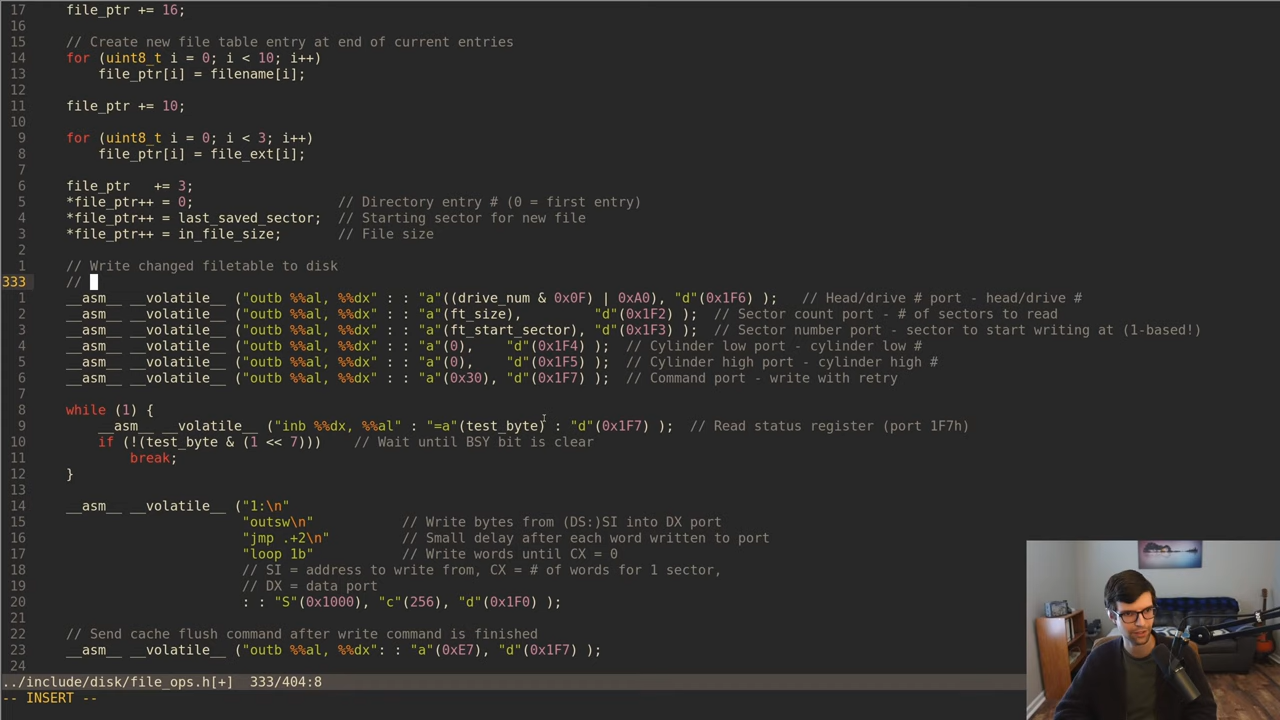 17 file_ptr += 16;
16
15 // Create new file table entry at end of current entries
14 for (uint8_t i = 0; i < 10; i++)
13 file_ptr[i] = filename[i];
12
11 file_ptr += 10;
10
9 for (uint8_t i = 0; i < 3; i++)
8 file_ptr[i] = file_ext[i];
7
6 file_ptr += 3;
5 *file_ptr++ = 0; // Directory entry # (0 = first entry)
4 *file_ptr++ = last_saved_sector; // Starting sector for new file
3 *file_ptr++ = in_file_size; // File size
2
1 // Write changed filetable to disk
333 //
1 __asm__ __volatile__ ("outb %%al, %%dx" : : "a"((drive_num & 0x0F) | 0xA0), "d"(0x1F6) ); // Head/drive # port - head/drive #
2 __asm__ __volatile__ ("outb %%al, %%dx" : : "a"(ft_size), "d"(0x1F2) ); // Sector count port - # of sectors to read
3 __asm__ __volatile__ ("outb %%al, %%dx" : : "a"(ft_start_sector), "d"(0x1F3) ); // Sector number port - sector to start writing at (1-based!)
4 __asm__ __volatile__ ("outb %%al, %%dx" : : "a"(0), "d"(0x1F4) ); // Cylinder low port - cylinder low #
5 __asm__ __volatile__ ("outb %%al, %%dx" : : "a"(0), "d"(0x1F5) ); // Cylinder high port - cylinder high #
6 __asm__ __volatile__ ("outb %%al, %%dx" : : "a"(0x30), "d"(0x1F7) ); // Command port - write with retry
7
8 while (1) {
9 __asm__ __volatile__ ("inb %%dx, %%al" : "=a"(test_byte) : "d"(0x1F7) ); // Read status register (port 1F7h)
10 if (!(test_byte & (1 << 7))) // Wait until BSY bit is clear
11 break;
12 }
13
14 __asm__ __volatile__ ("1:\n"
15 "outsw\n" // Write bytes from (DS:)SI into DX port
16 "jmp .+2\n" // Small delay after each word written to port
17 "loop 1b" // Write words until CX = 0
18 // SI = address to write from, CX = # of words for 1 sector,
19 // DX = data port
20 : : "S"(0x1000), "c"(256), "d"(0x1F0) );
21
22 // Send cache flush command after write command is finished
23 __asm__ __volatile__ ("outb %%al, %%dx": : "a"(0xE7), "d"(0x1F7) );
24
../include/disk/file_ops.h[+] 333/404:8
-- INSERT --